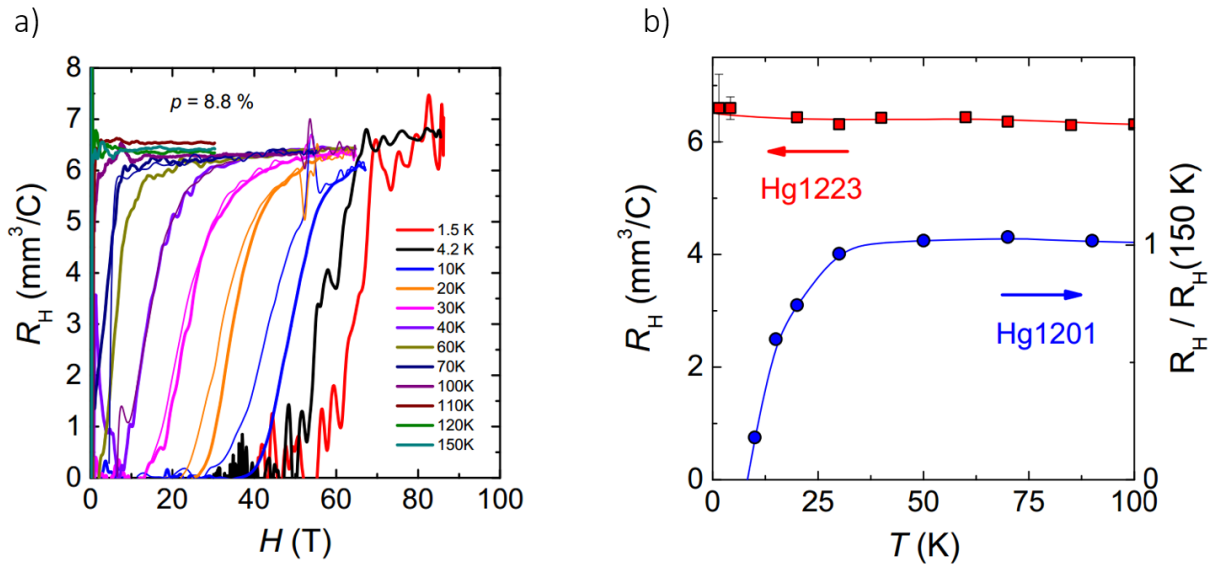 a)
b)
8
7
6
5
4
3
2
1
0
R_H (mm³/C)
p = 8.8 %
1.5 K
4.2 K
10K
20K
30K
40K
60K
70K
100K
110K
120K
150K
0 20 40 60 80 100
H (T)
6
4
2
0
R_H (mm³/C)
Hg1223
Hg1201
1
0
R_H / R_H(150 K)
0 25 50 75 100
T (K)